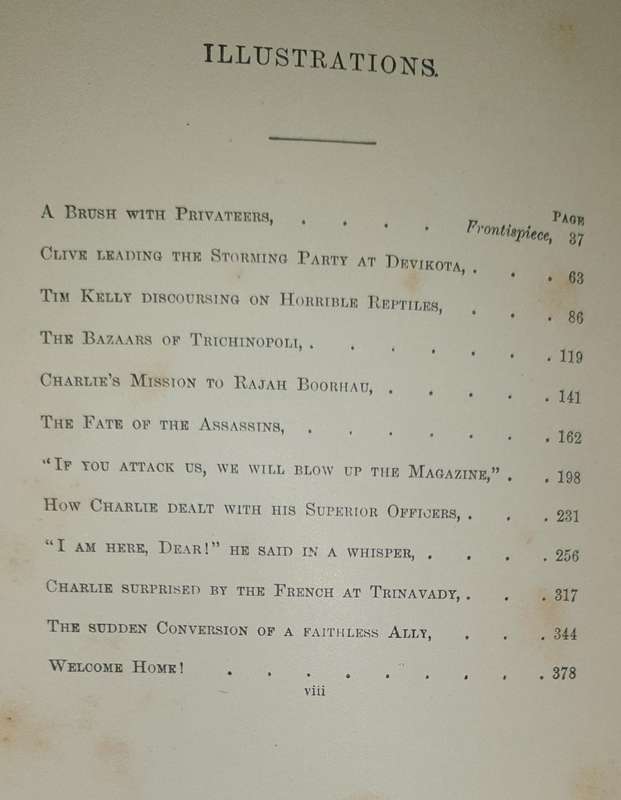 ILLUSTRATIONS.
PAGE
A BRUSH WITH PRIVATEERS, . . . . Frontispiece, 37
CLIVE LEADING THE STORMING PARTY AT DEVIKOTA, . . . 63
TIM KELLY DISCOURSING ON HORRIBLE REPTILES, . . . 86
THE BAZAARS OF TRICHINOPOLI, . . . . . . . 119
CHARLIE'S MISSION TO RAJAH BOORHAU, . . . . . 141
THE FATE OF THE ASSASSINS, . . . . . . . 162
"IF YOU ATTACK US, WE WILL BLOW UP THE MAGAZINE," . . 198
HOW CHARLIE DEALT WITH HIS SUPERIOR OFFICERS, . . . 231
"I AM HERE, DEAR!" HE SAID IN A WHISPER, . . . . 256
CHARLIE SURPRISED BY THE FRENCH AT TRINAVADY, . . . 317
THE SUDDEN CONVERSION OF A FAITHLESS ALLY, . . . 344
WELCOME HOME! . . . . . . . . . 378
viii